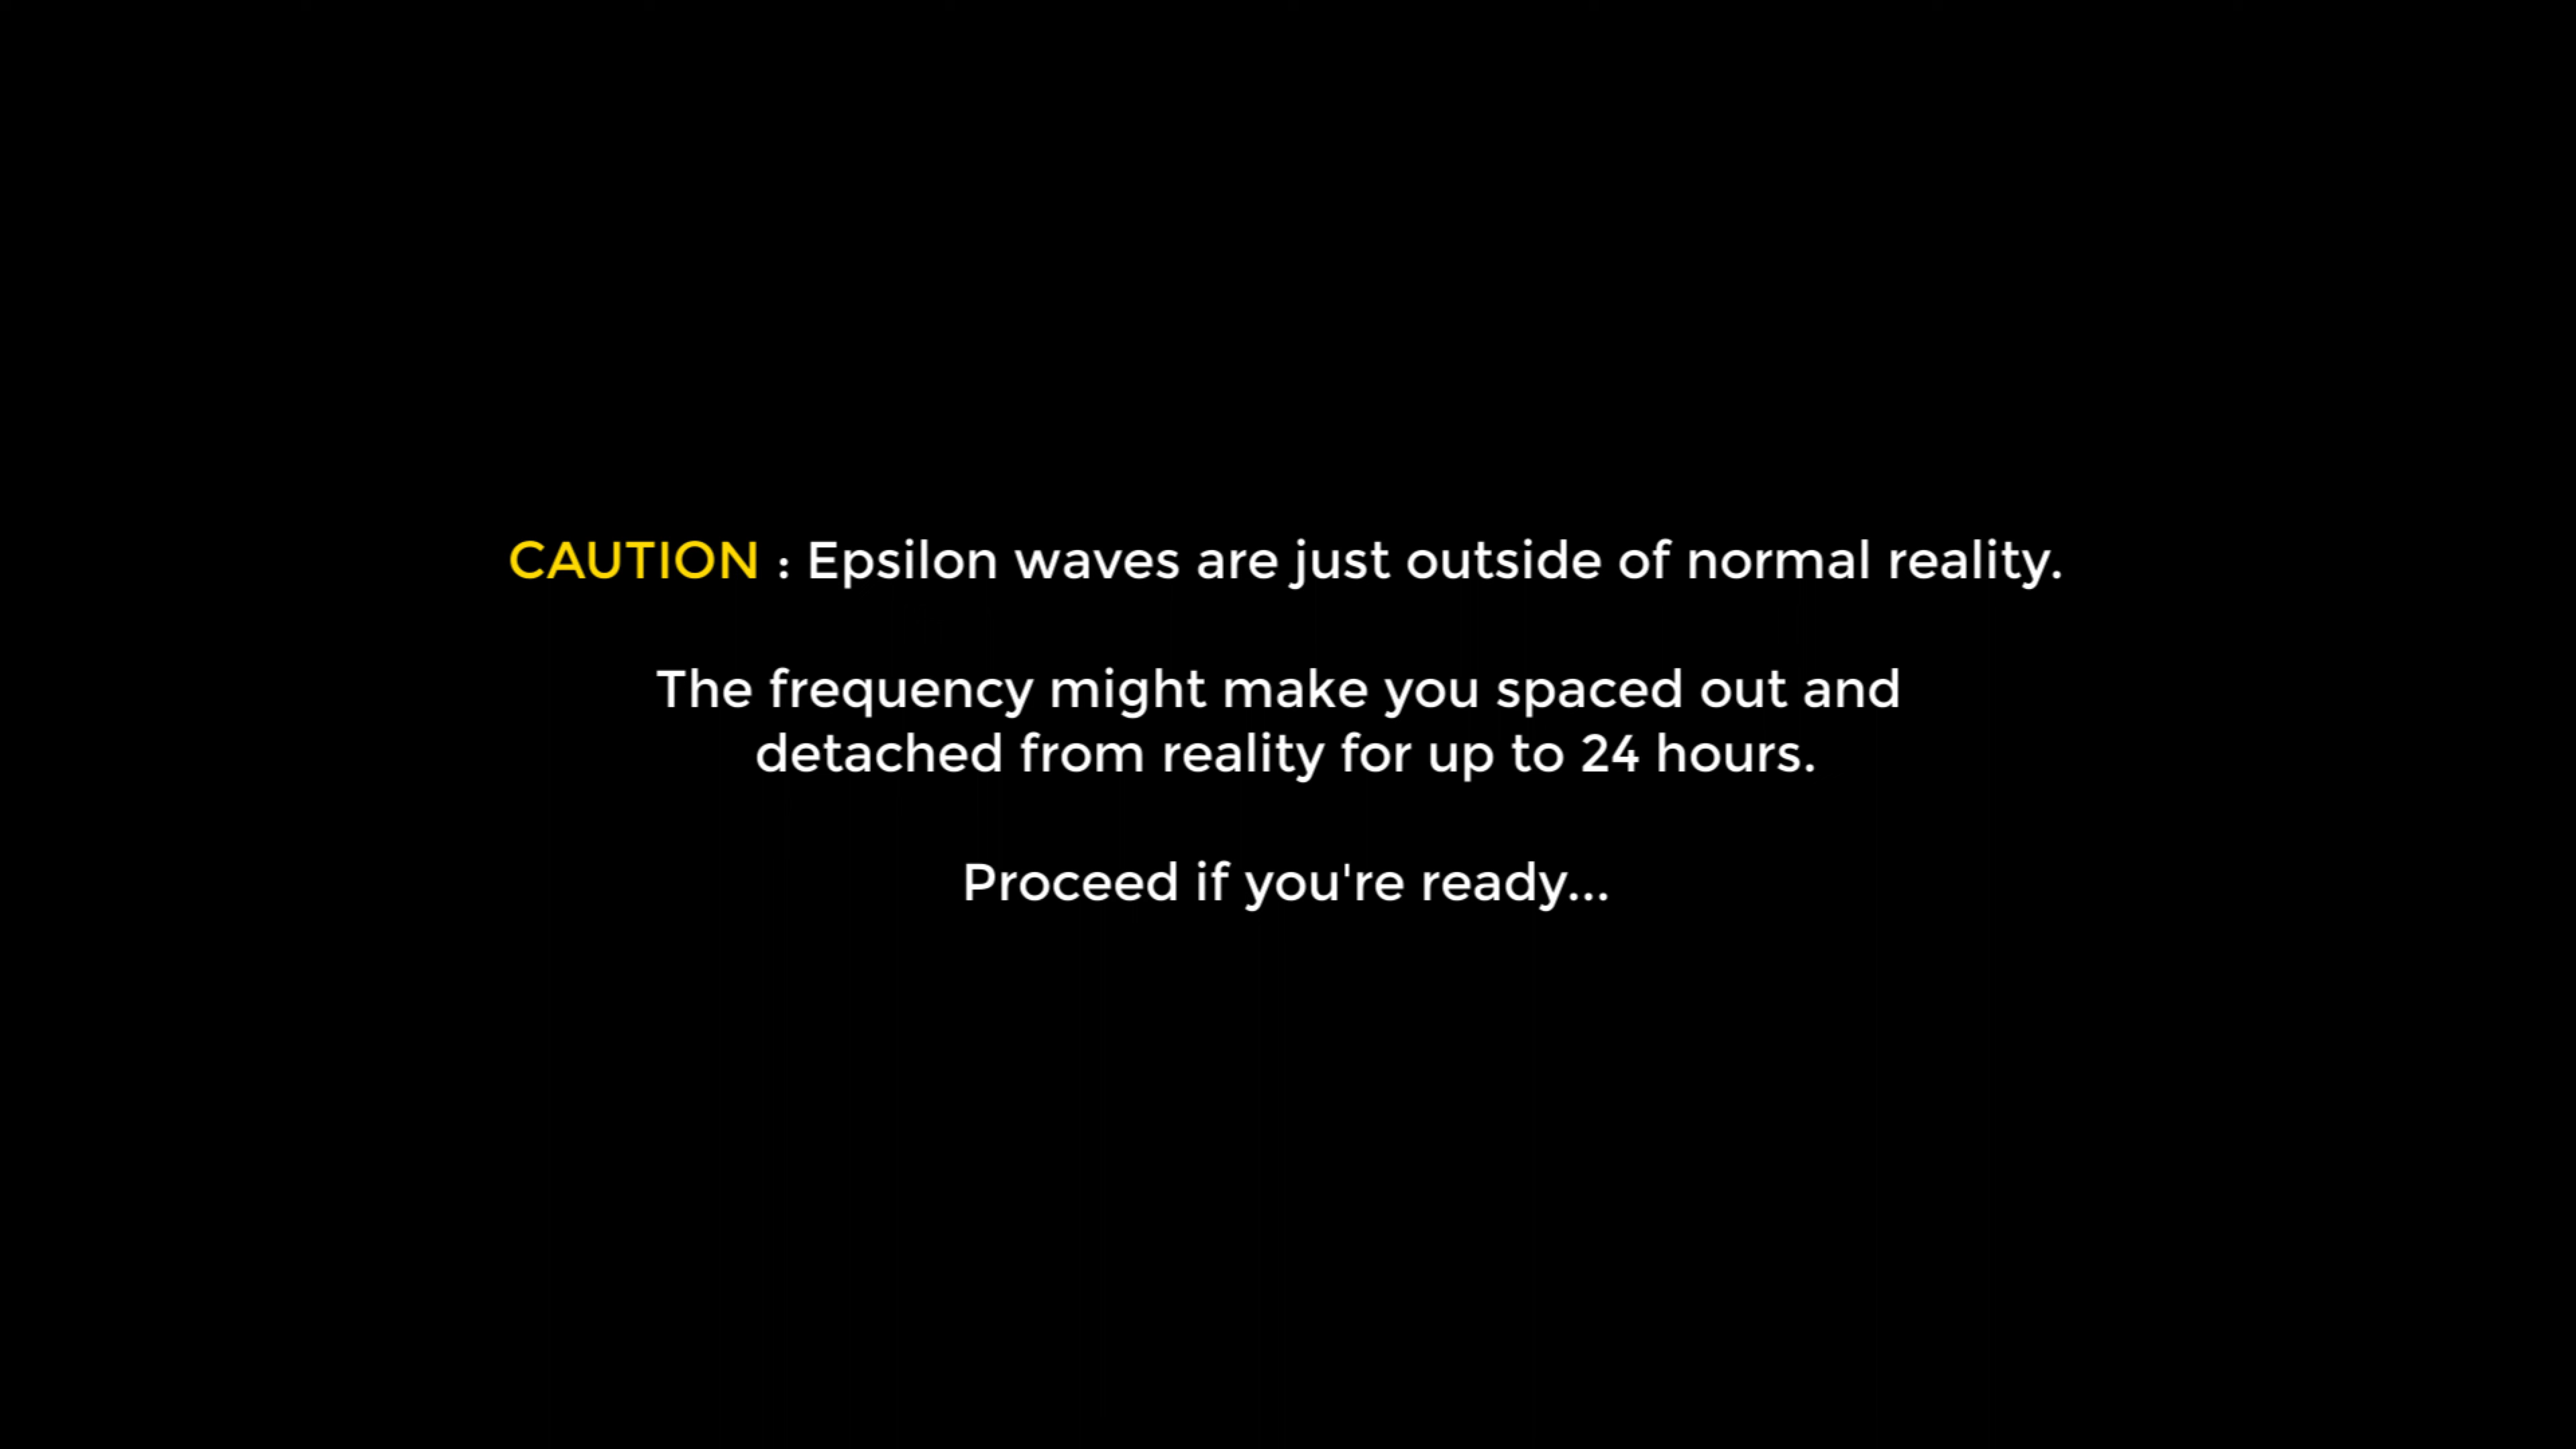 CAUTION : Epsilon waves are just outside of normal reality.
The frequency might make you spaced out and
detached from reality for up to 24 hours.
Proceed if you're ready...